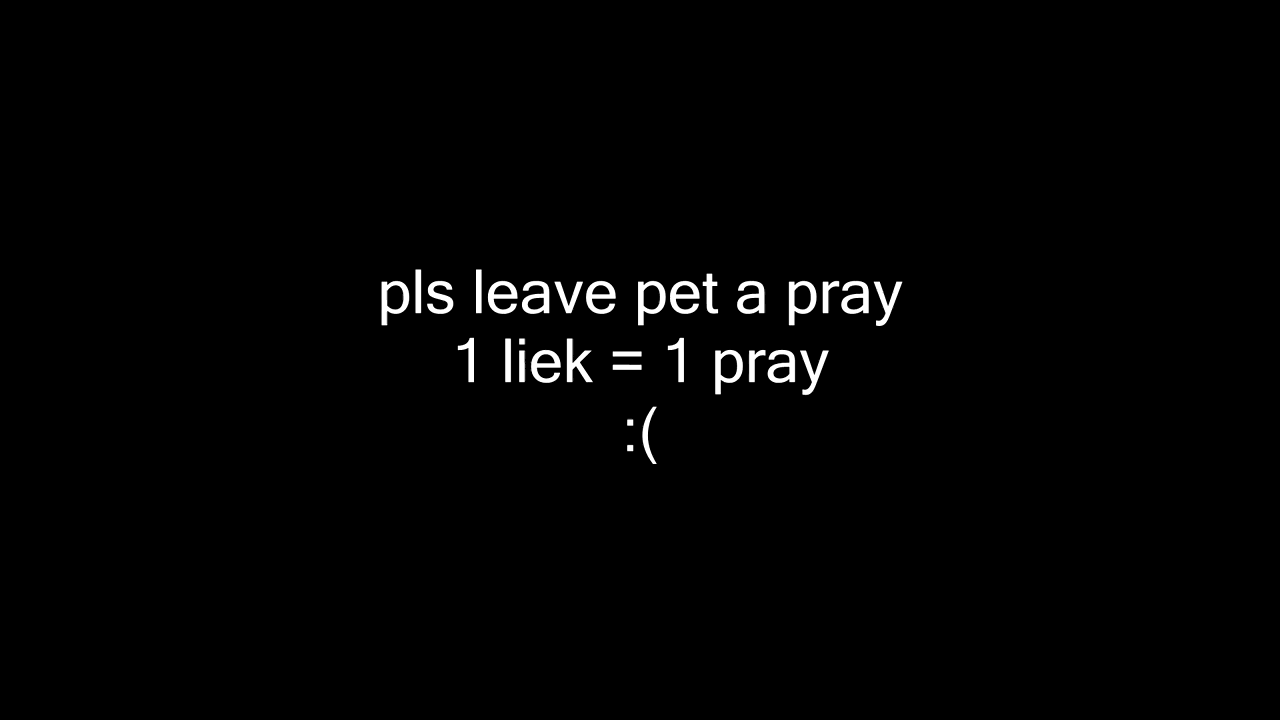 pls leave pet a pray
1 liek = 1 pray
:(